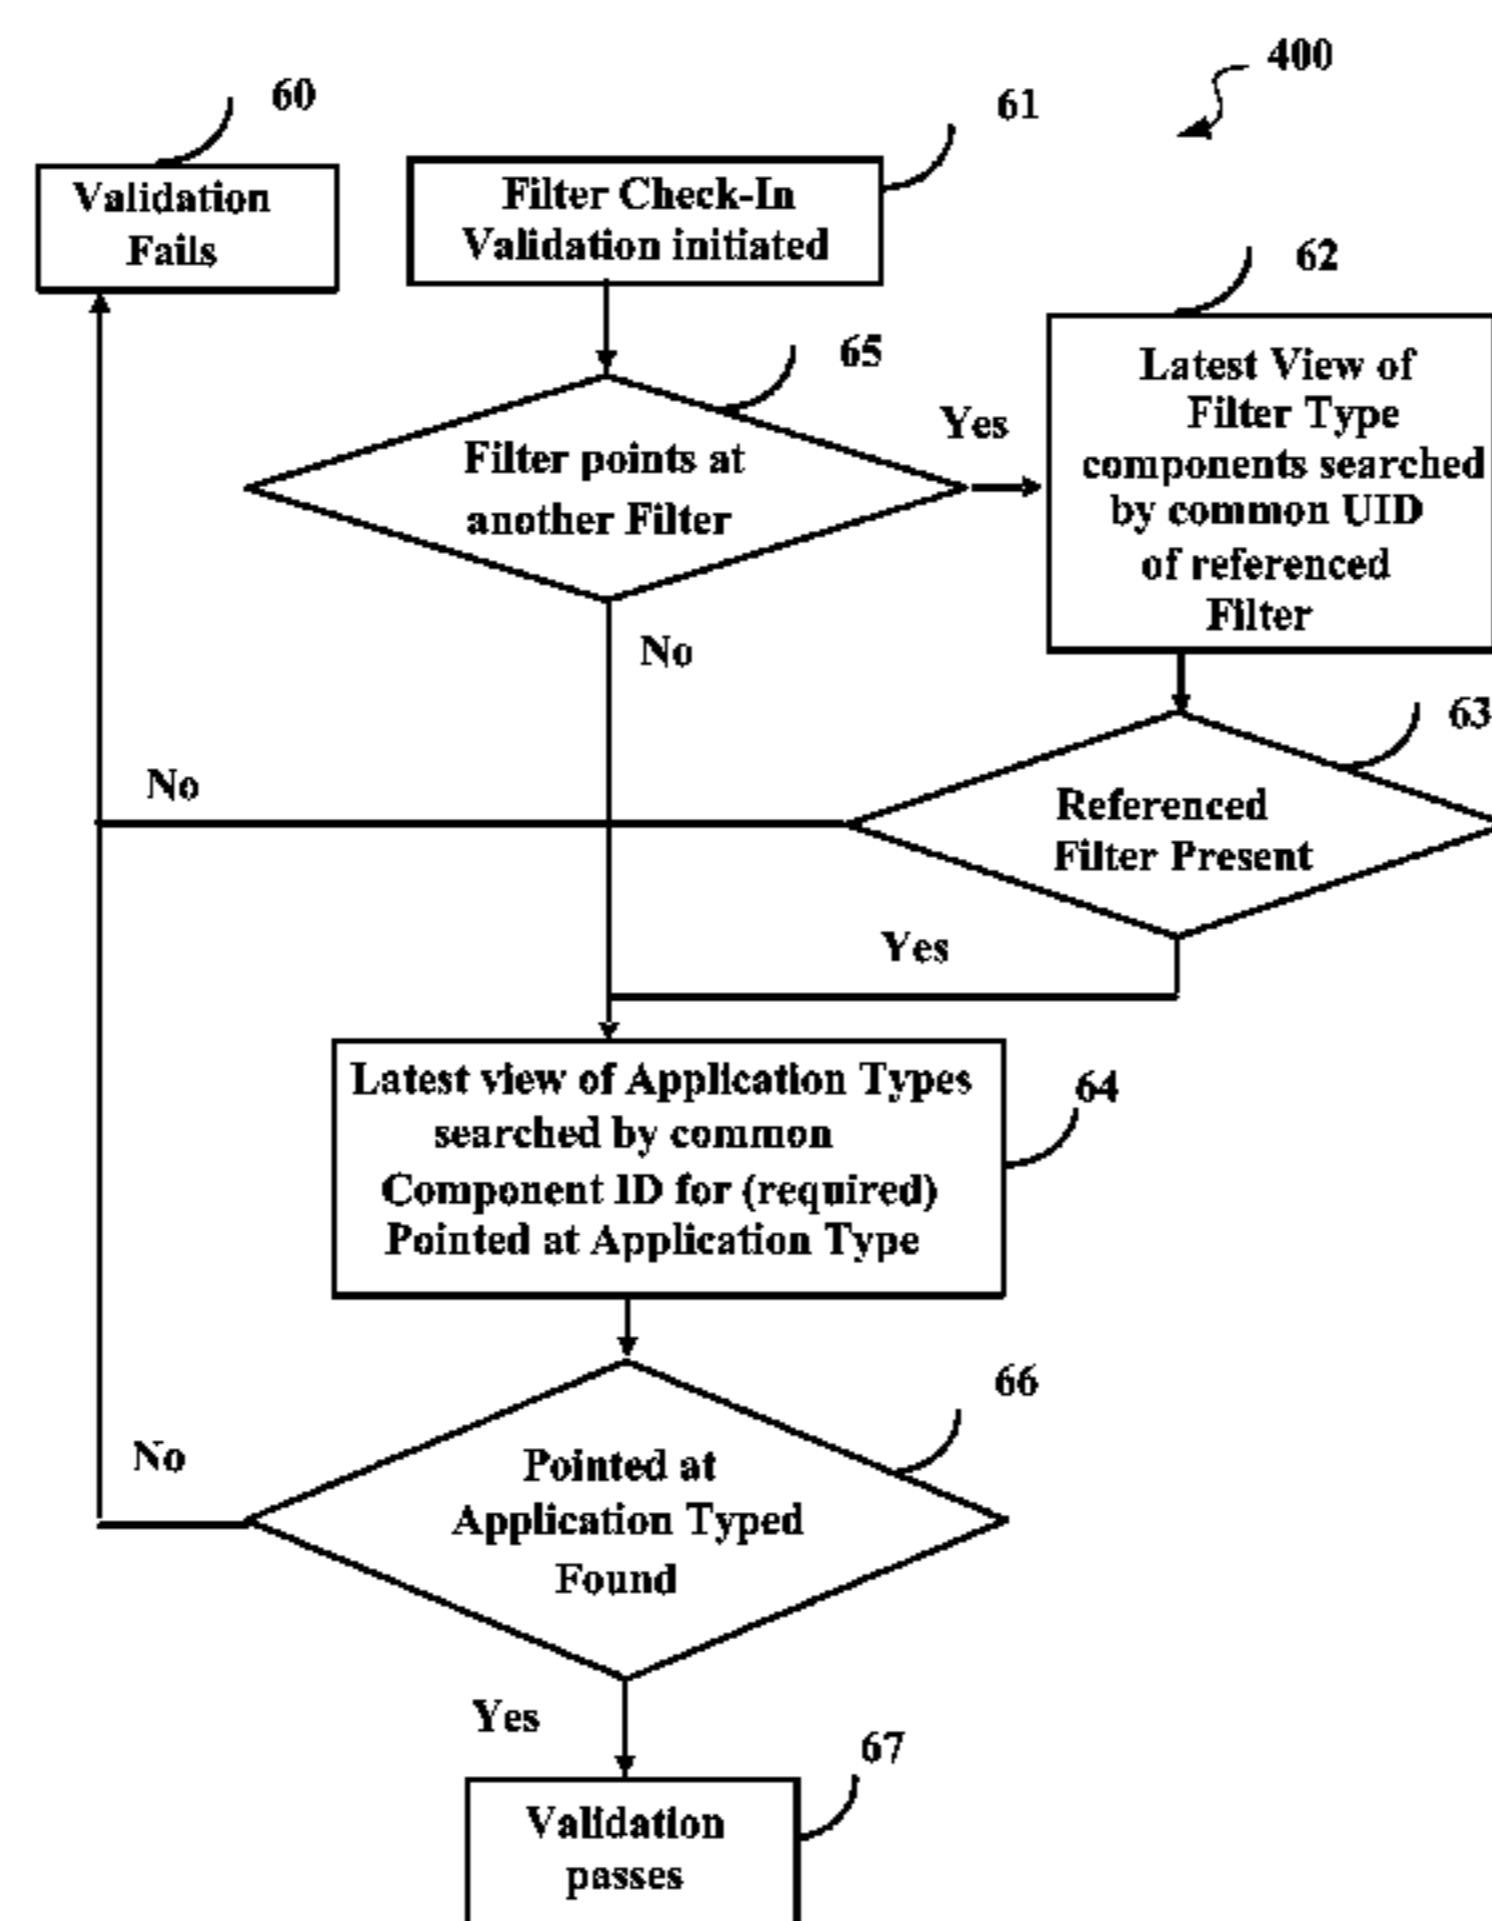 400
60
61
Validation
Fails
Filter Check-In
Validation initiated
62
65
Latest View of
Filter Type
components searched
by common UID
of referenced
Filter
Yes
Filter points at
another Filter
No
63
No
Referenced
Filter Present
Yes
Latest view of Application Types
searched by common
Component ID for (required)
Pointed at Application Type
64
66
No
Pointed at
Application Typed
Found
Yes
67
Validation
passes